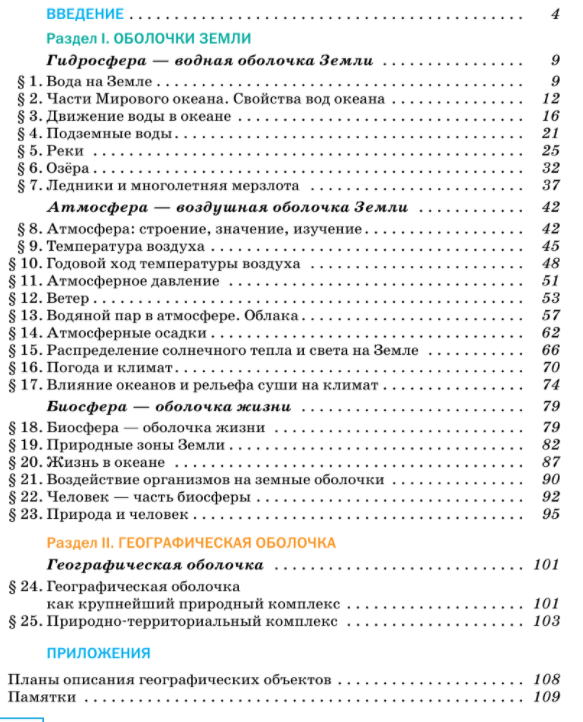 ВВЕДЕНИЕ . . . . . . . . . . . . . . . . . . . . . . . . . . . . . . . . . . . . . 4
Раздел I. ОБОЛОЧКИ ЗЕМЛИ
Гидросфера — водная оболочка Земли . . . . . . . . . . . . . 9
§ 1. Вода на Земле . . . . . . . . . . . . . . . . . . . . . . . . . . . . . . . . . 9
§ 2. Части Мирового океана. Свойства вод океана . . . . . . . . . . . . 12
§ 3. Движение воды в океане . . . . . . . . . . . . . . . . . . . . . . . . . . 16
§ 4. Подземные воды . . . . . . . . . . . . . . . . . . . . . . . . . . . . . . . 21
§ 5. Реки . . . . . . . . . . . . . . . . . . . . . . . . . . . . . . . . . . . . . . . 25
§ 6. Озёра . . . . . . . . . . . . . . . . . . . . . . . . . . . . . . . . . . . . . . . 32
§ 7. Ледники и многолетняя мерзлота . . . . . . . . . . . . . . . . . . . 37
Атмосфера — воздушная оболочка Земли . . . . . . . . . . 42
§ 8. Атмосфера: строение, значение, изучение . . . . . . . . . . . . . . 42
§ 9. Температура воздуха . . . . . . . . . . . . . . . . . . . . . . . . . . . . 45
§ 10. Годовой ход температуры воздуха . . . . . . . . . . . . . . . . . . . 48
§ 11. Атмосферное давление . . . . . . . . . . . . . . . . . . . . . . . . . . . 51
§ 12. Ветер . . . . . . . . . . . . . . . . . . . . . . . . . . . . . . . . . . . . . . . 53
§ 13. Водяной пар в атмосфере. Облака . . . . . . . . . . . . . . . . . . . 57
§ 14. Атмосферные осадки . . . . . . . . . . . . . . . . . . . . . . . . . . . . 62
§ 15. Распределение солнечного тепла и света на Земле . . . . . . . . 66
§ 16. Погода и климат . . . . . . . . . . . . . . . . . . . . . . . . . . . . . . . 70
§ 17. Влияние океанов и рельефа суши на климат . . . . . . . . . . . . 74
Биосфера — оболочка жизни . . . . . . . . . . . . . . . . . . . . 79
§ 18. Биосфера — оболочка жизни . . . . . . . . . . . . . . . . . . . . . . . 79
§ 19. Природные зоны Земли . . . . . . . . . . . . . . . . . . . . . . . . . . . 82
§ 20. Жизнь в океане . . . . . . . . . . . . . . . . . . . . . . . . . . . . . . . . 87
§ 21. Воздействие организмов на земные оболочки . . . . . . . . . . . . 90
§ 22. Человек — часть биосферы . . . . . . . . . . . . . . . . . . . . . . . . 92
§ 23. Природа и человек . . . . . . . . . . . . . . . . . . . . . . . . . . . . . . 95
Раздел II. ГЕОГРАФИЧЕСКАЯ ОБОЛОЧКА
Географическая оболочка . . . . . . . . . . . . . . . . . . . . . . . 101
§ 24. Географическая оболочка
как крупнейший природный комплекс . . . . . . . . . . . . . . . . 101
§ 25. Природно-территориальный комплекс . . . . . . . . . . . . . . . . 103
ПРИЛОЖЕНИЯ
Планы описания географических объектов . . . . . . . . . . . . . . . . . 108
Памятки . . . . . . . . . . . . . . . . . . . . . . . . . . . . . . . . . . . . . . . . 109